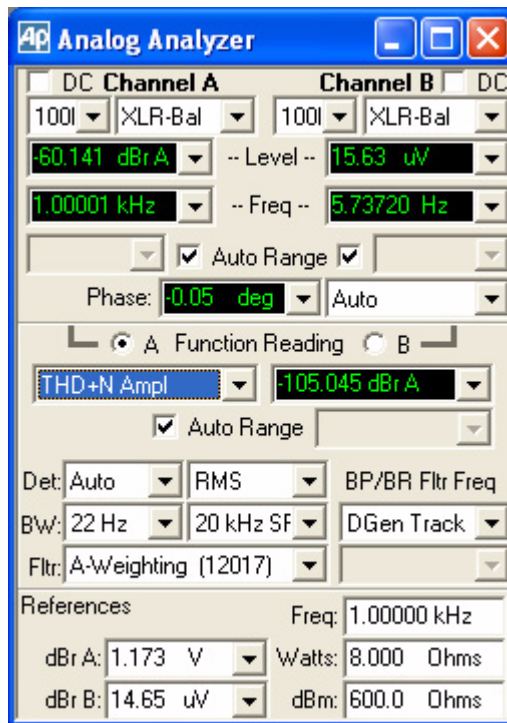 Ap Analog Analyzer
DC Channel A Channel B DC
100l XLR-Bal 100l XLR-Bal
-60.141 dBr A -- Level -- 15.63 uV
1.00001 kHz -- Freq -- 5.73720 Hz
Auto Range
Phase: -0.05 deg Auto
A Function Reading B
THD+N Ampl -105.045 dBr A
Auto Range
Det: Auto RMS BP/BR Fltr Freq
BW: 22 Hz 20 kHz SF DGen Track
Fltr: A-Weighting (12017)
References Freq: 1.00000 kHz
dBr A: 1.173 V Watts: 8.000 Ohms
dBr B: 14.65 uV dBm: 600.0 Ohms